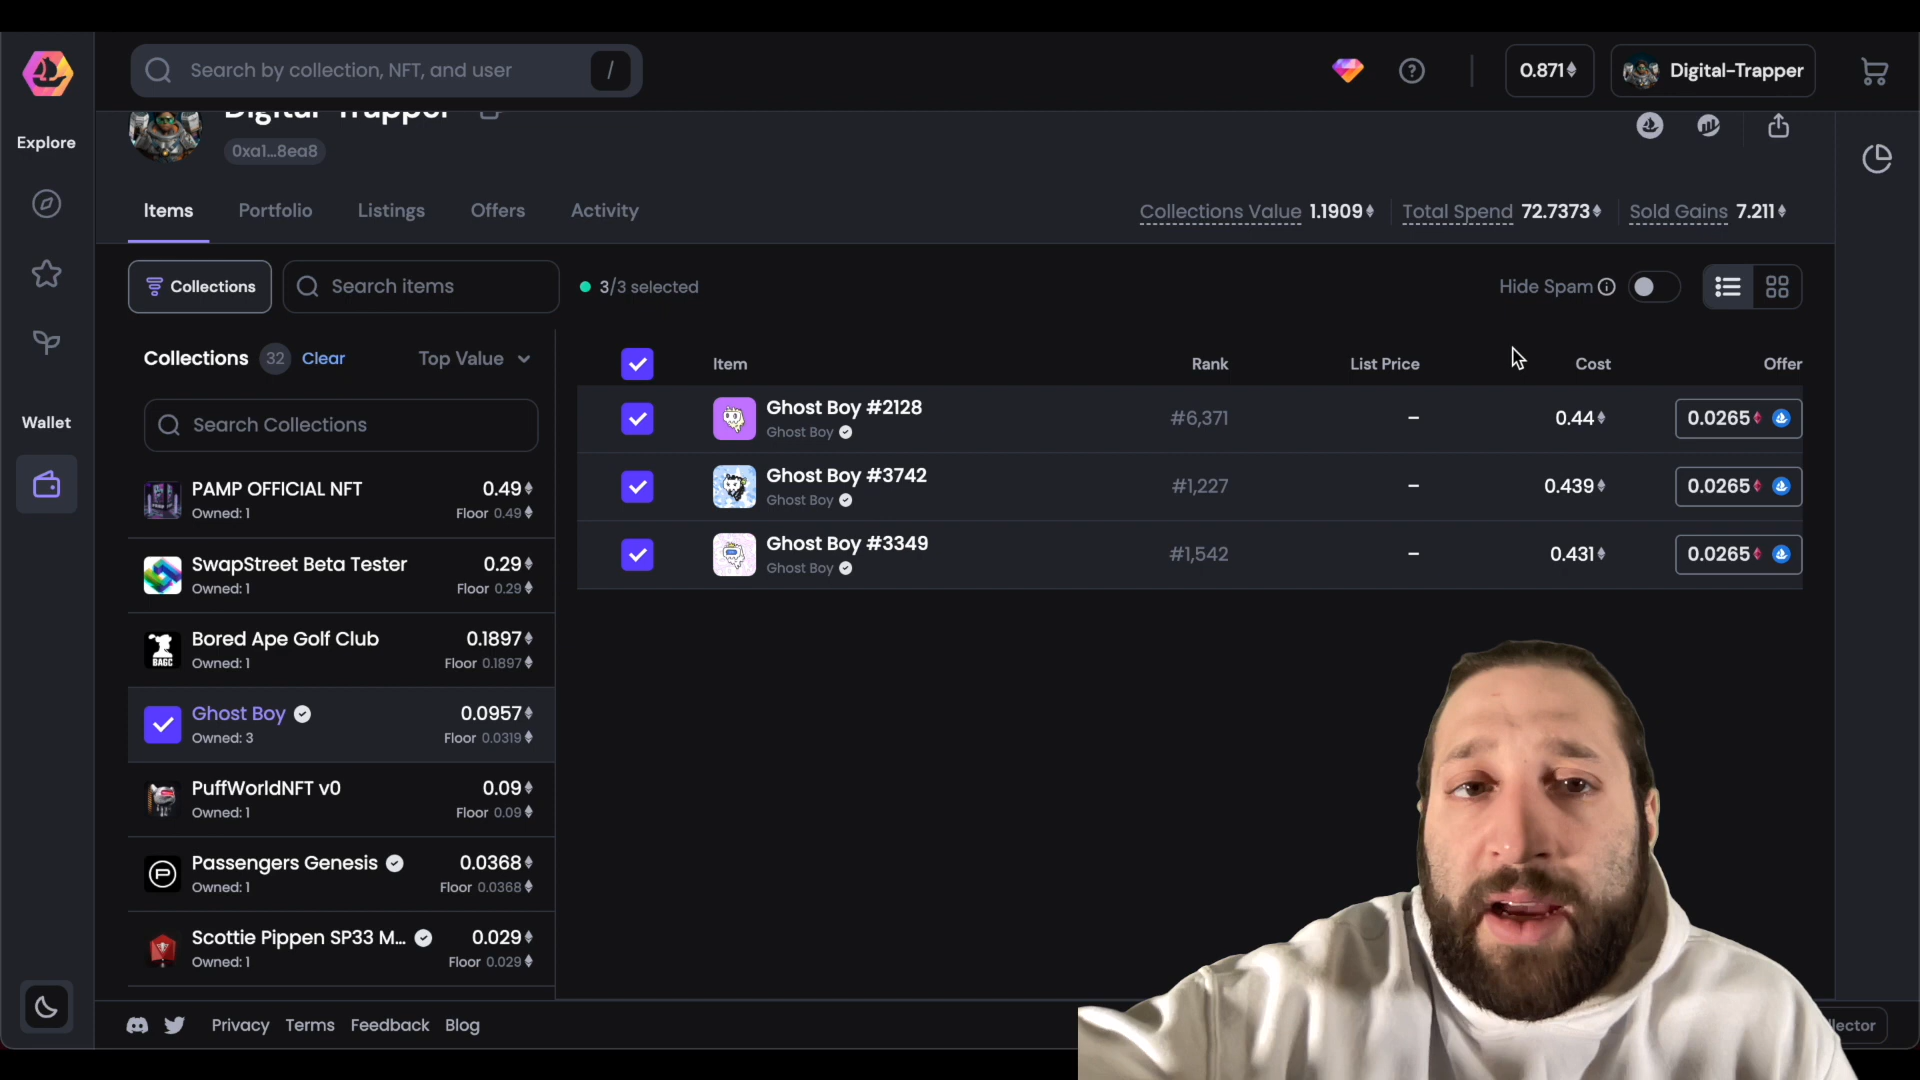 Search by collection, NFT, and user
/
0.871
Digital-Trapper
Explore
Digital-Trapper
0xa1...8ea8
Items
Portfolio
Listings
Offers
Activity
Collections Value 1.1909
Total Spend 72.7373
Sold Gains 7.211
Collections
Search items
3/3 selected
Hide Spam
Collections 32 Clear
Top Value
Item
Rank
List Price
Cost
Offer
Search Collections
Wallet
Ghost Boy #2128
Ghost Boy
#6,371
–
0.44
0.0265
Ghost Boy #3742
Ghost Boy
#1,227
–
0.439
0.0265
Ghost Boy #3349
Ghost Boy
#1,542
–
0.431
0.0265
PAMP OFFICIAL NFT
0.49
Owned: 1
Floor 0.49
SwapStreet Beta Tester
0.29
Owned: 1
Floor 0.29
Bored Ape Golf Club
0.1897
Owned: 1
Floor 0.1897
BAGC
Ghost Boy
0.0957
Owned: 3
Floor 0.0319
PuffWorldNFT v0
0.09
Owned: 1
Floor 0.09
Passengers Genesis
0.0368
Owned: 1
Floor 0.0368
Scottie Pippen SP33 M...
0.029
Owned: 1
Floor 0.029
Privacy
Terms
Feedback
Blog
llector